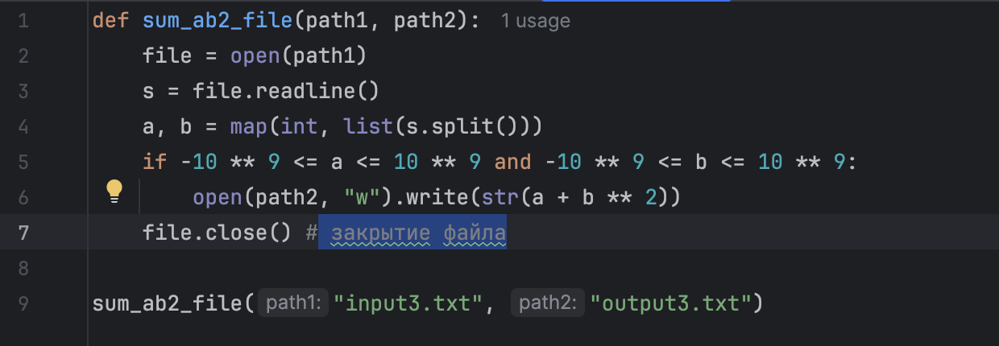 1 def sum_ab2_file(path1, path2): 1 usage
2 file = open(path1)
3 s = file.readline()
4 a, b = map(int, list(s.split()))
5 if -10 ** 9 <= a <= 10 ** 9 and -10 ** 9 <= b <= 10 ** 9:
6 open(path2, "w").write(str(a + b ** 2))
7 file.close() # закрытие файла
8
9 sum_ab2_file( path1: "input3.txt", path2: "output3.txt")